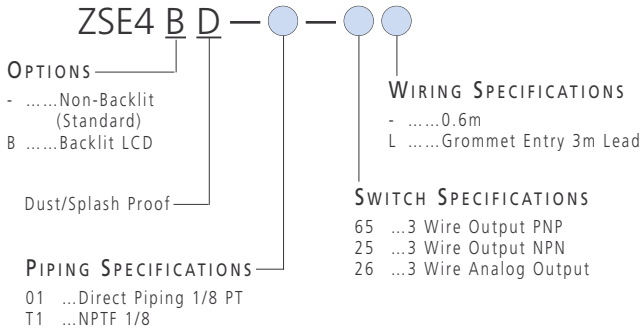 ZSE4 B D — —
OPTIONS
- ......Non-Backlit
(Standard)
B ......Backlit LCD
Dust/Splash Proof
PIPING SPECIFICATIONS
01 ...Direct Piping 1/8 PT
T1 ...NPTF 1/8
WIRING SPECIFICATIONS
- ......0.6m
L ......Grommet Entry 3m Lead
SWITCH SPECIFICATIONS
65 ...3 Wire Output PNP
25 ...3 Wire Output NPN
26 ...3 Wire Analog Output